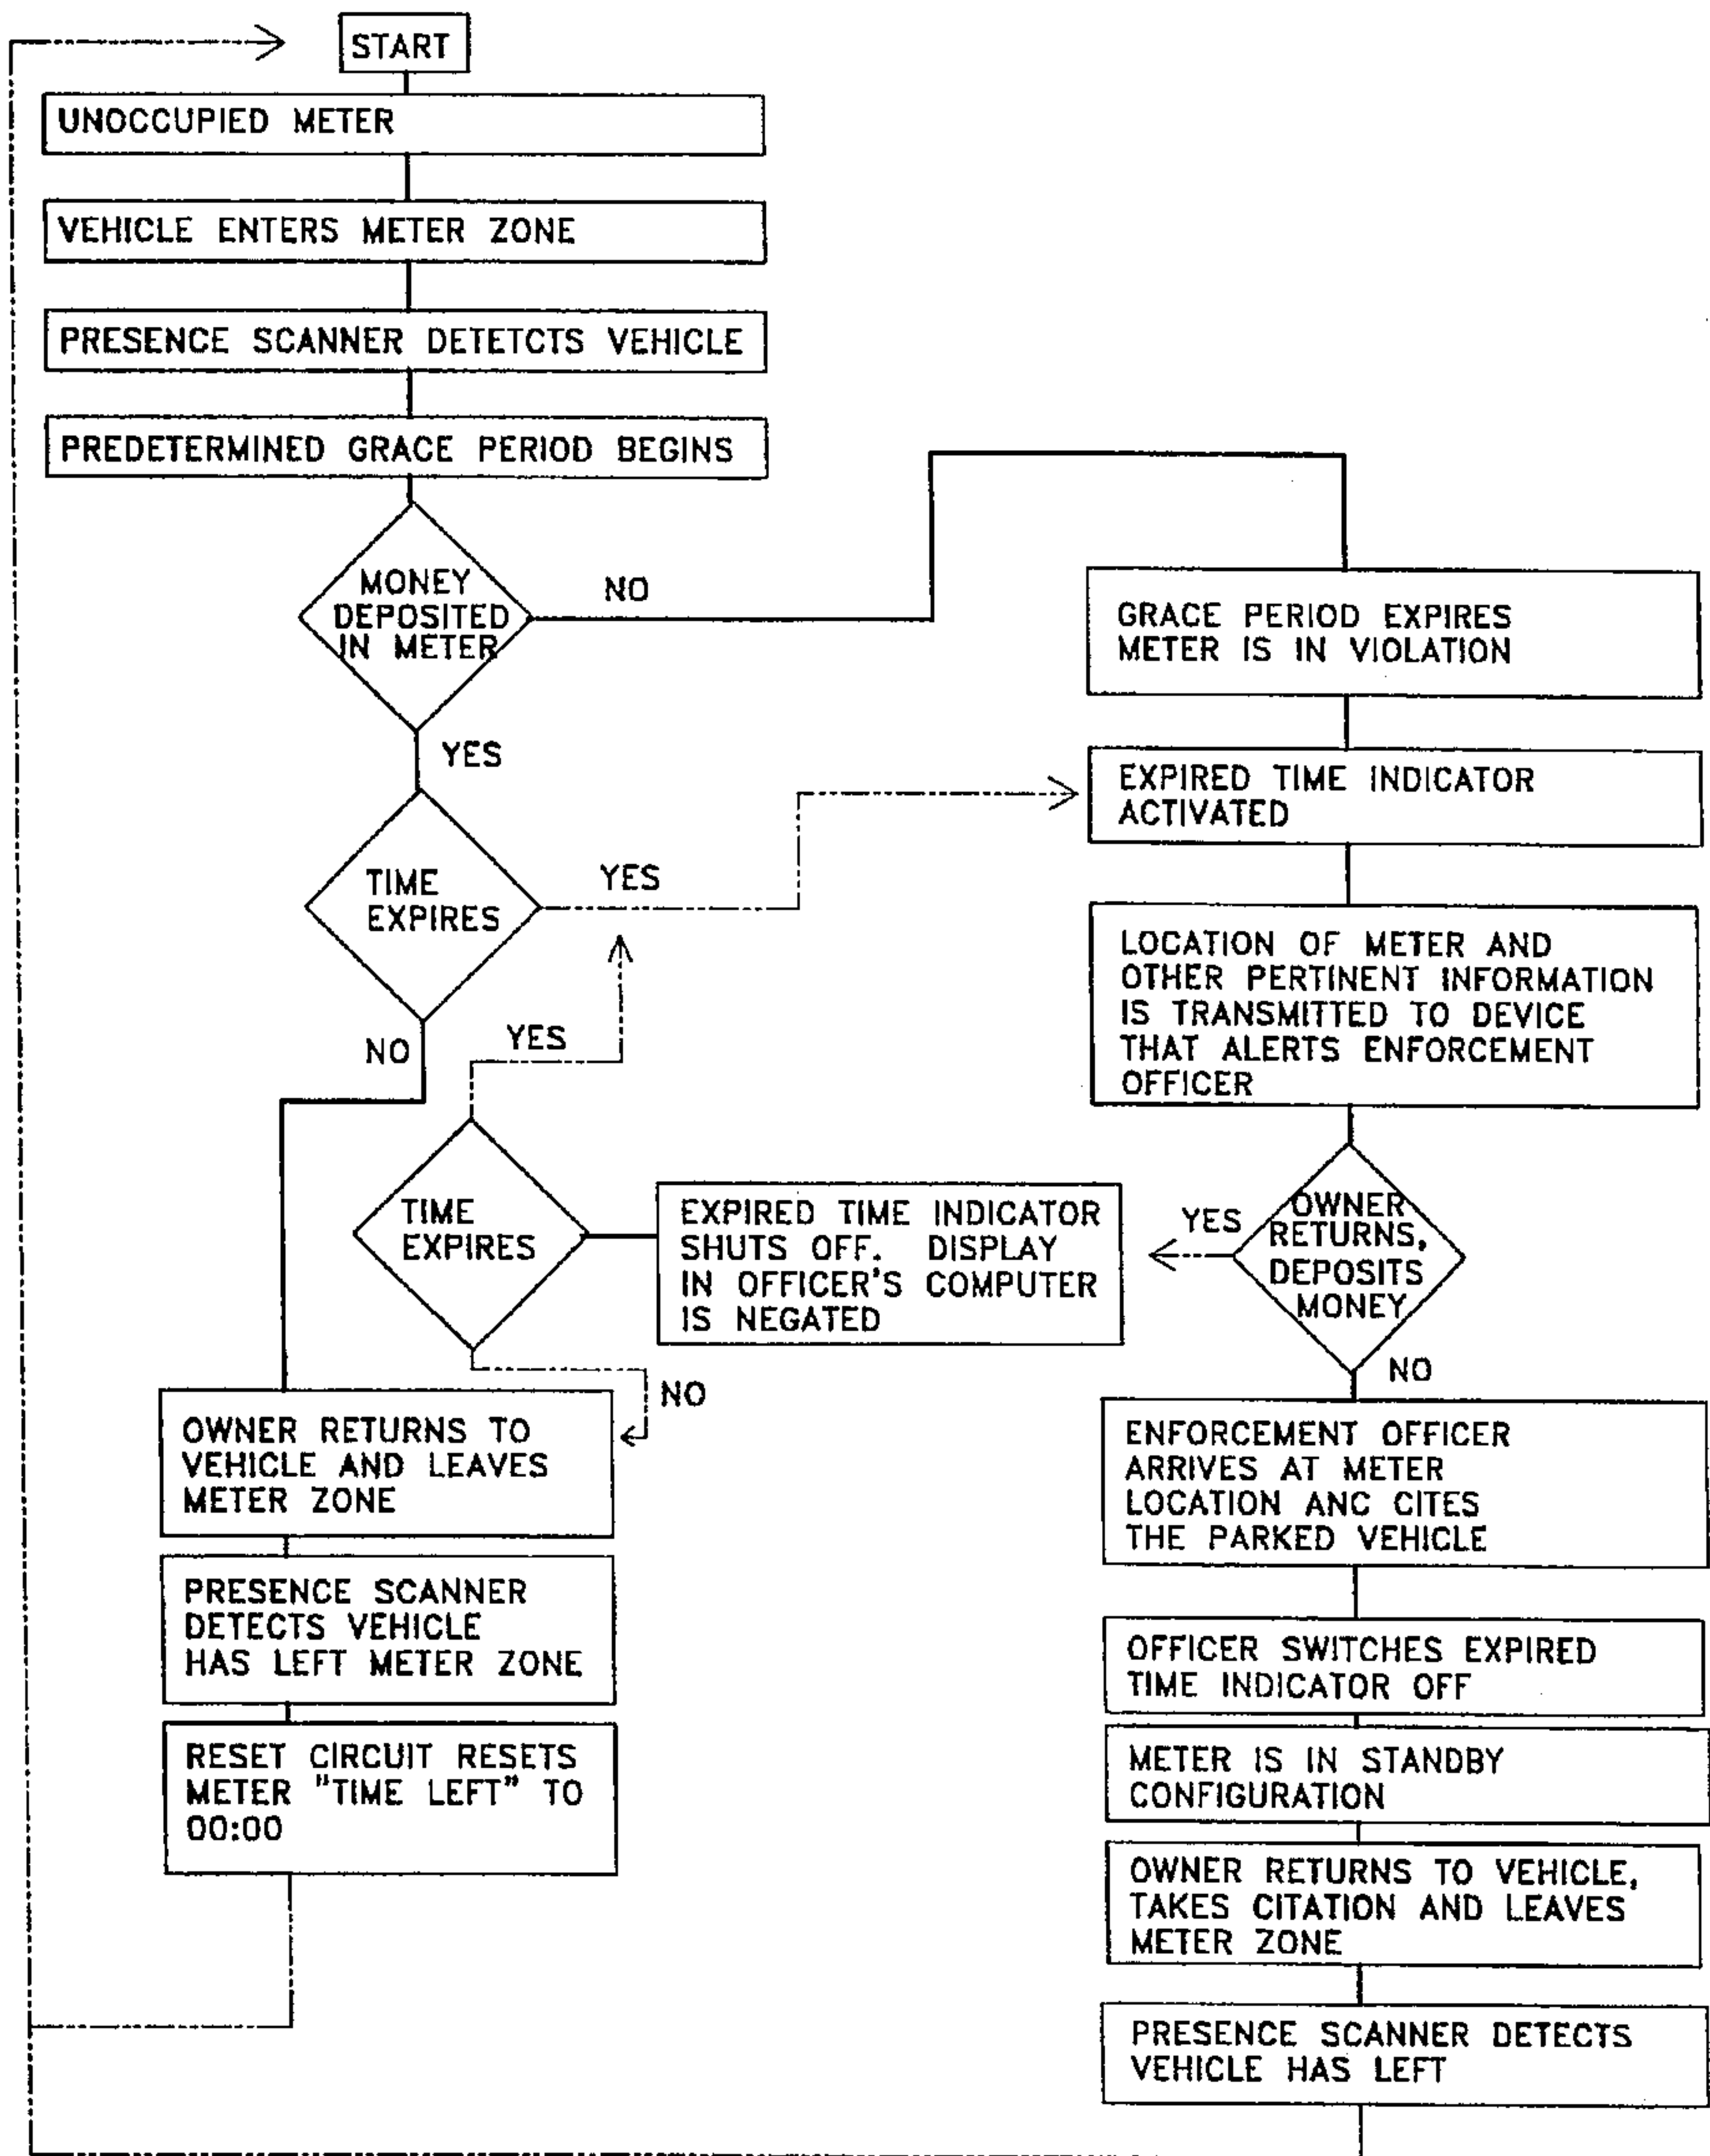 START
UNOCCUPIED METER
VEHICLE ENTERS METER ZONE
PRESENCE SCANNER DETETCTS VEHICLE
PREDETERMINED GRACE PERIOD BEGINS
MONEY
DEPOSITED
IN METER
NO
YES
TIME
EXPIRES
YES
NO
YES
TIME
EXPIRES
NO
OWNER RETURNS TO
VEHICLE AND LEAVES
METER ZONE
PRESENCE SCANNER
DETECTS VEHICLE
HAS LEFT METER ZONE
RESET CIRCUIT RESETS
METER "TIME LEFT" TO
00:00
GRACE PERIOD EXPIRES
METER IS IN VIOLATION
EXPIRED TIME INDICATOR
ACTIVATED
LOCATION OF METER AND
OTHER PERTINENT INFORMATION
IS TRANSMITTED TO DEVICE
THAT ALERTS ENFORCEMENT
OFFICER
OWNER
RETURNS,
DEPOSITS
MONEY
YES
EXPIRED TIME INDICATOR
SHUTS OFF. DISPLAY
IN OFFICER'S COMPUTER
IS NEGATED
NO
ENFORCEMENT OFFICER
ARRIVES AT METER
LOCATION ANC CITES
THE PARKED VEHICLE
OFFICER SWITCHES EXPIRED
TIME INDICATOR OFF
METER IS IN STANDBY
CONFIGURATION
OWNER RETURNS TO VEHICLE,
TAKES CITATION AND LEAVES
METER ZONE
PRESENCE SCANNER DETECTS
VEHICLE HAS LEFT